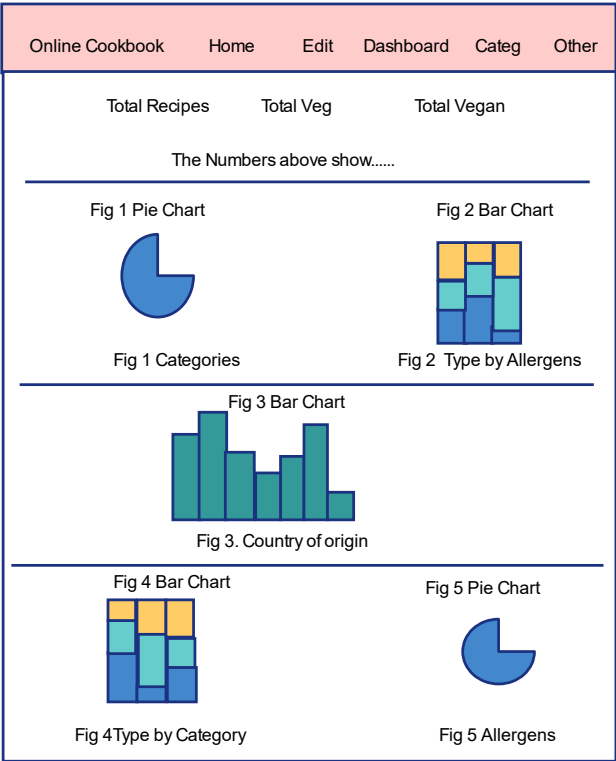 Online Cookbook Home Edit Dashboard Categ Other
Total Recipes Total Veg Total Vegan
The Numbers above show......
Fig 1 Pie Chart Fig 2 Bar Chart
Fig 1 Categories Fig 2 Type by Allergens
Fig 3 Bar Chart
Fig 3. Country of origin
Fig 4 Bar Chart Fig 5 Pie Chart
Fig 4Type by Category Fig 5 Allergens